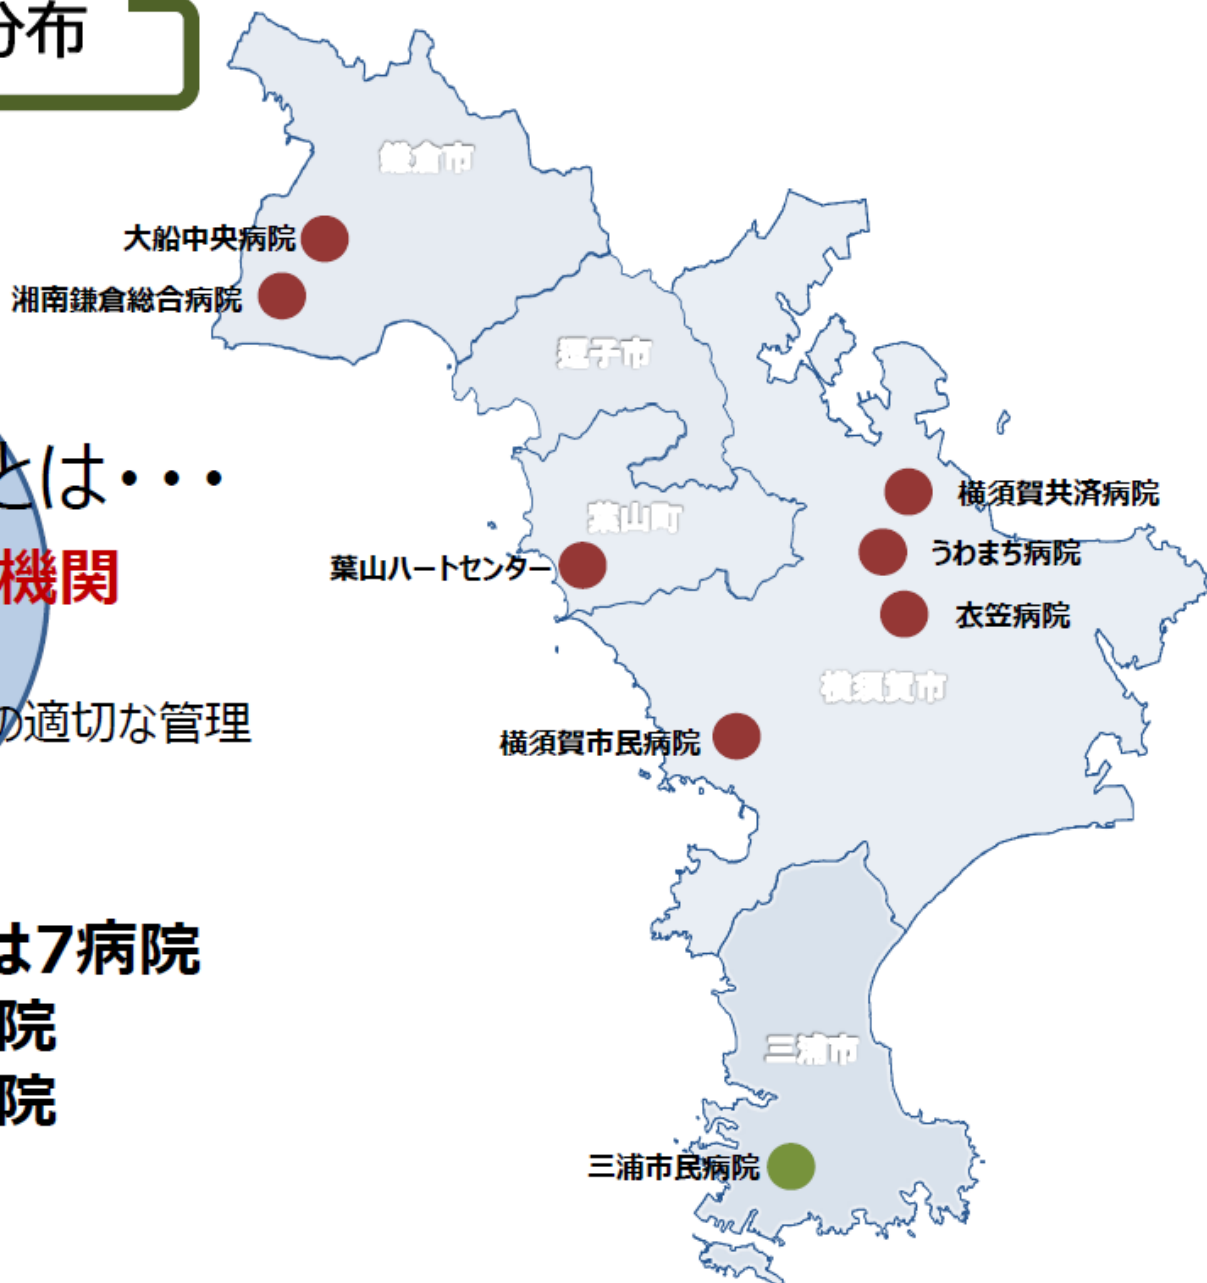 分布
鎌倉市
大船中央病院
湘南鎌倉総合病院
逗子市
とは・・・
機関
の適切な管理
は7病院
院
院
葉山町
葉山ハートセンター
横須賀共済病院
うわまち病院
衣笠病院
横須賀市
横須賀市民病院
三浦市
三浦市民病院